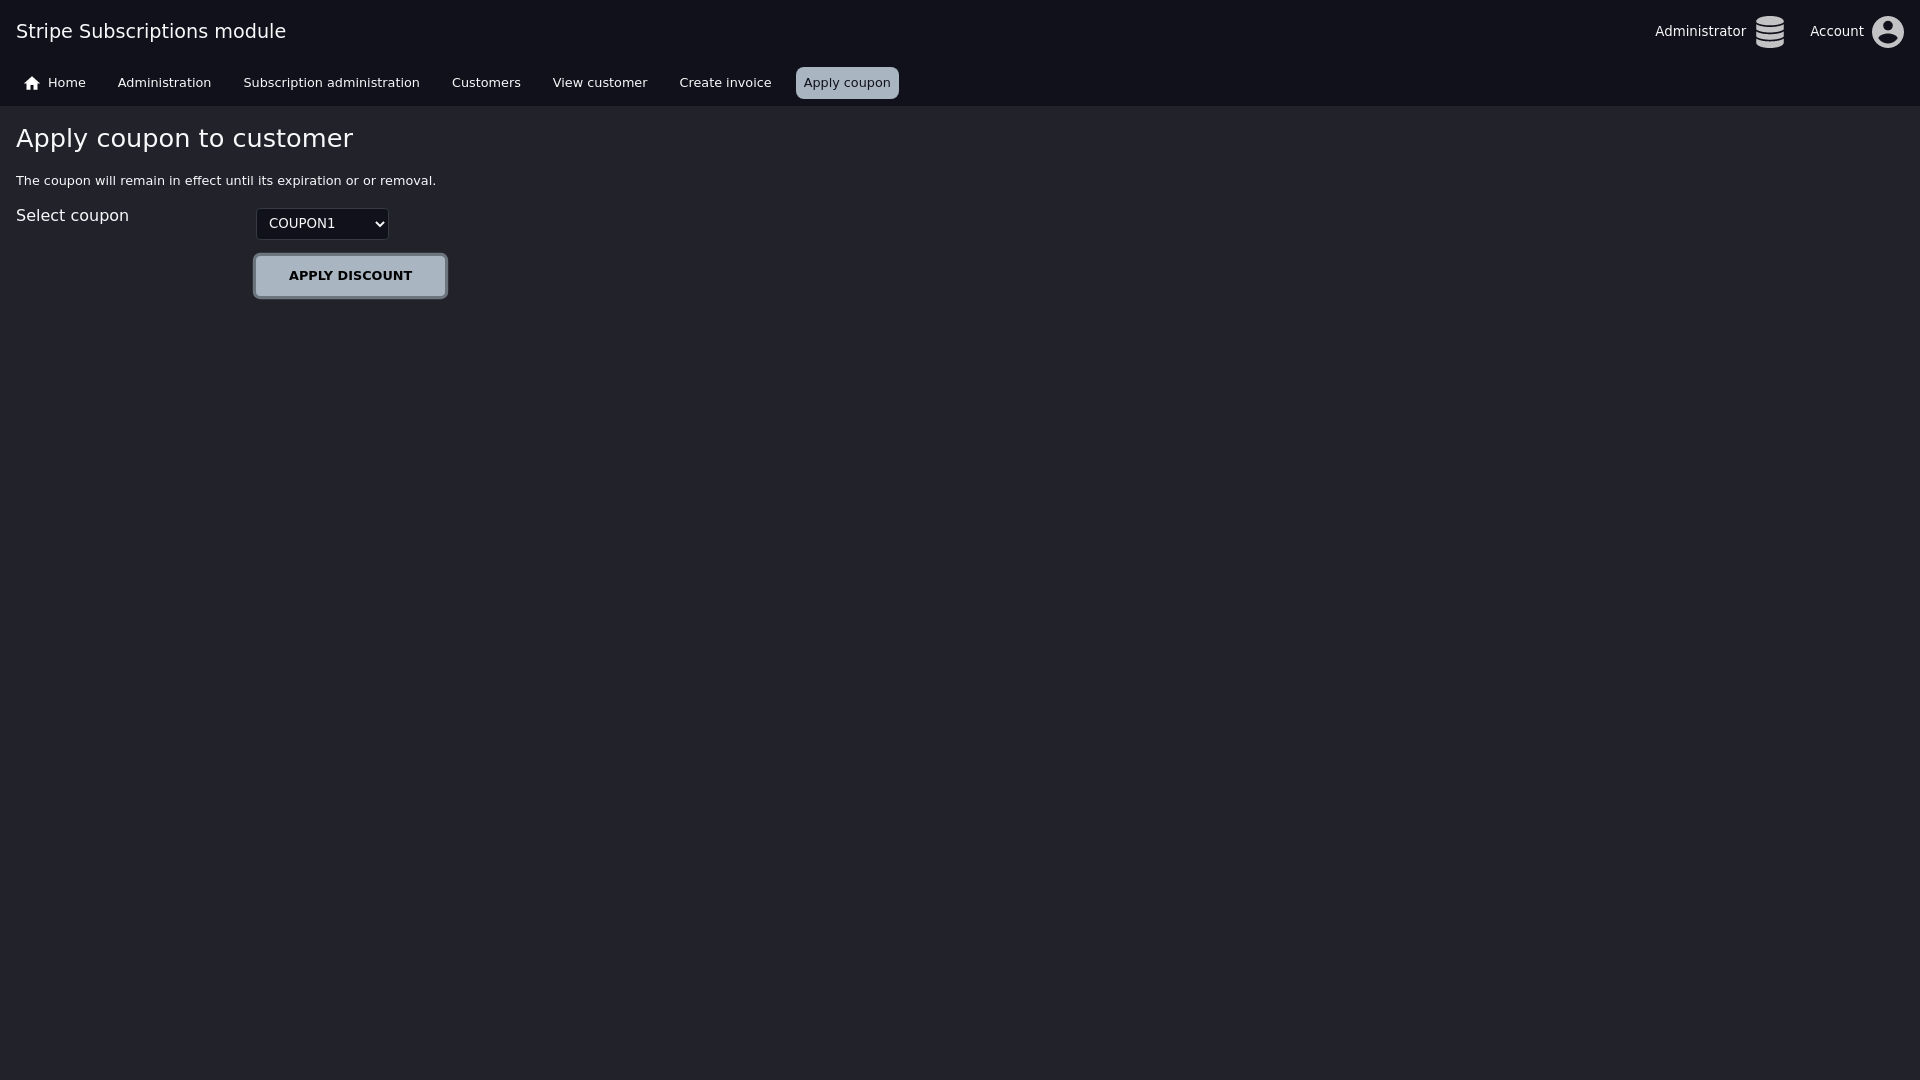 Stripe Subscriptions module
Administrator
Account
Home
Administration
Subscription administration
Customers
View customer
Create invoice
Apply coupon
Apply coupon to customer
The coupon will remain in effect until its expiration or or removal.
Select coupon
COUPON1
APPLY DISCOUNT